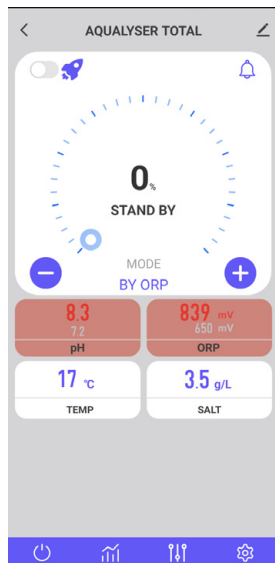 AQUALYSER TOTAL
0%
STAND BY
MODE
BY ORP
8.3
7.2
pH
839 mV
650 mV
ORP
17 °C
TEMP
3.5 g/L
SALT